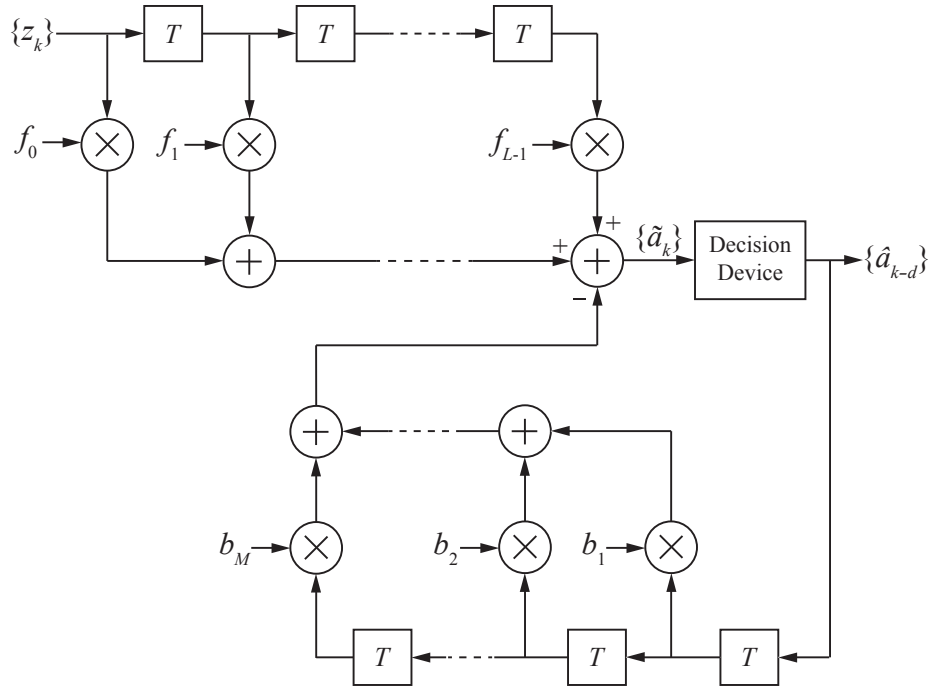 {z_k}
T
T
T
f_0
f_1
f_{L-1}
×
×
×
+
+
+
+
+
−
{ã_k}
Decision
Device
{â_{k-d}}
+
+
b_M
b_2
b_1
×
×
×
T
T
T